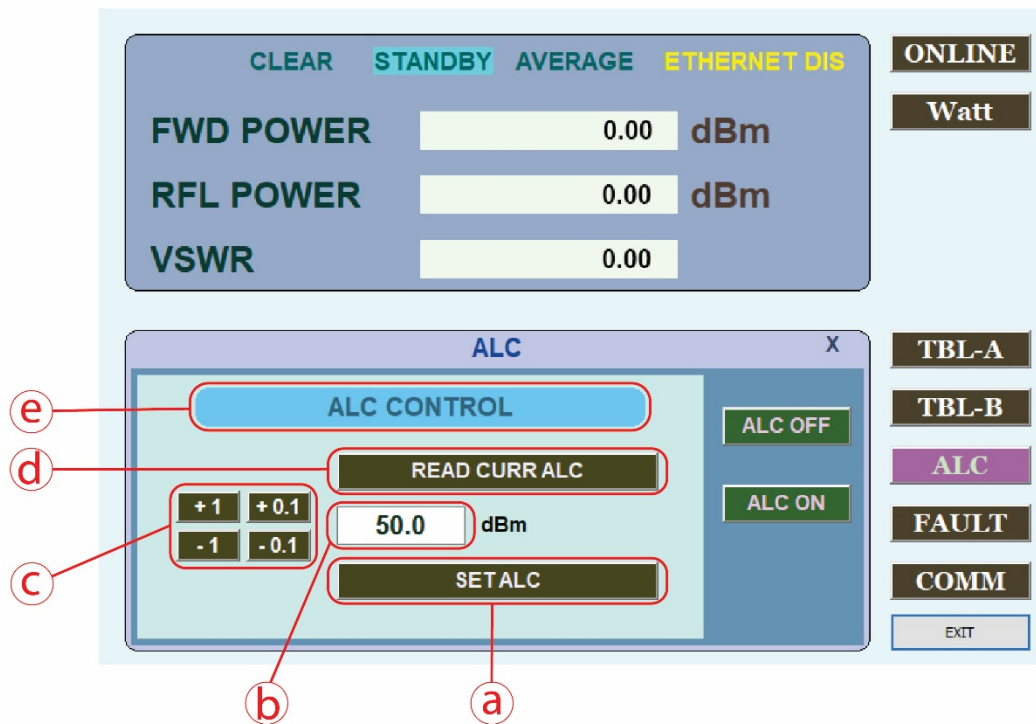 CLEAR STANDBY AVERAGE ETHERNET DIS
ONLINE
Watt
FWD POWER 0.00 dBm
RFL POWER 0.00 dBm
VSWR 0.00
ALC X
TBL-A
e ALC CONTROL
ALC OFF
TBL-B
d READ CURR ALC
ALC
+ 1 + 0.1
50.0 dBm
ALC ON
- 1 - 0.1
FAULT
c
SET ALC
COMM
EXIT
b a